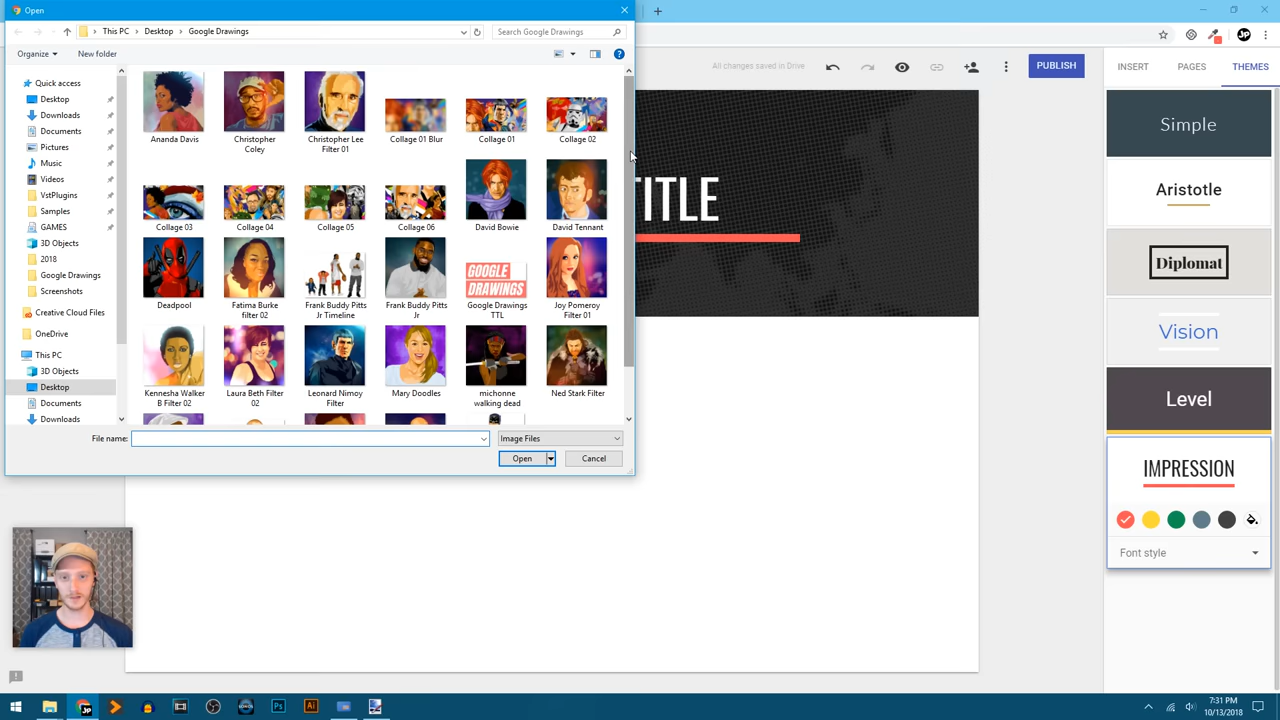 Open
This PC > Desktop > Google Drawings
Search Google Drawings
Organize
New folder
Quick access
Desktop
Downloads
Documents
Pictures
Music
Videos
VstPlugins
Samples
GAMES
3D Objects
2018
Google Drawings
Screenshots
Creative Cloud Files
OneDrive
This PC
3D Objects
Desktop
Documents
Downloads
Ananda Davis
Christopher Coley
Christopher Lee Filter 01
Collage 01 Blur
Collage 01
Collage 02
Collage 03
Collage 04
Collage 05
Collage 06
David Bowie
David Tennant
GOOGLE
DRAWINGS
Deadpool
Fatima Burke filter 02
Frank Buddy Pitts Jr Timeline
Frank Buddy Pitts Jr
Google Drawings TTL
Joy Pomeroy Filter 01
Kennesha Walker B Filter 02
Laura Beth Filter 02
Leonard Nimoy Filter
Mary Doodles
michonne walking dead
Ned Stark Filter
File name:
Image Files
Open
Cancel
All changes saved in Drive
PUBLISH
INSERT
PAGES
THEMES
TITLE
Simple
Aristotle
Diplomat
Vision
Level
IMPRESSION
Font style
JP
JP
SONOS
Ps
Ai
7:31 PM
10/13/2018